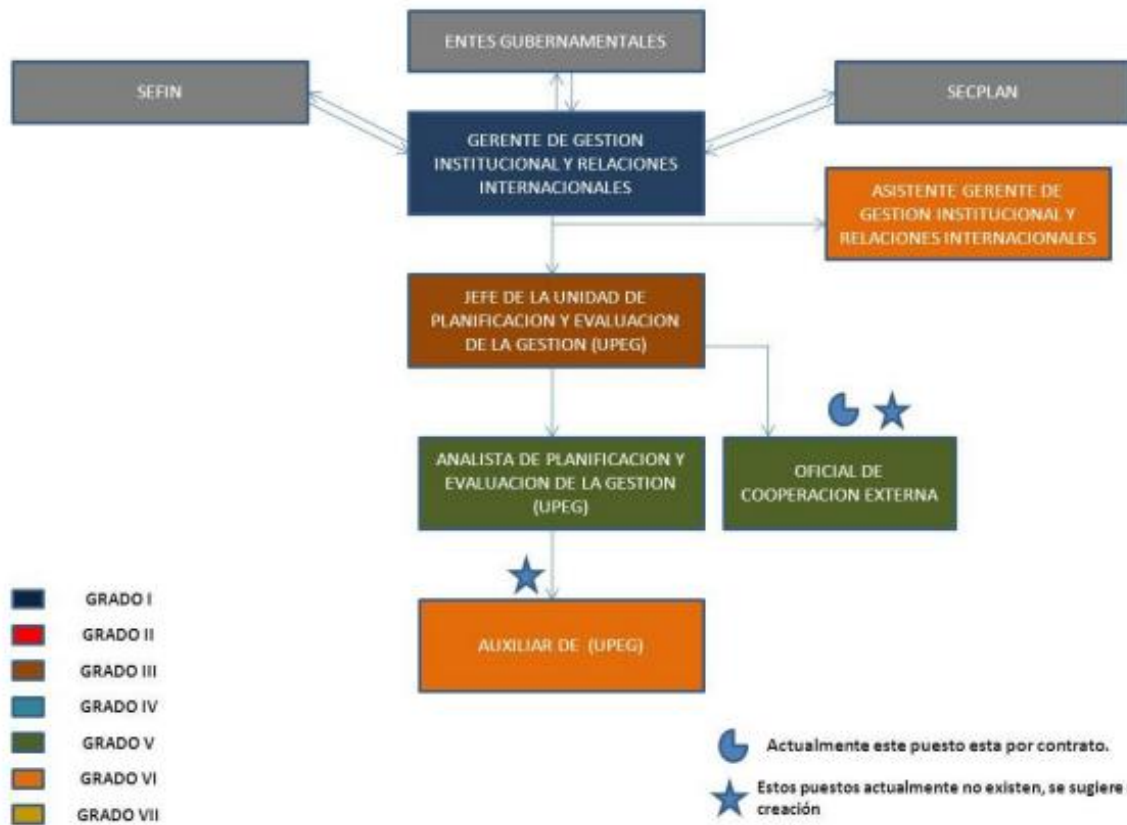 ENTES GUBERNAMENTALES
SEFIN
SECPLAN
GERENTE DE GESTION
INSTITUCIONAL Y RELACIONES
INTERNACIONALES
ASISTENTE GERENTE DE
GESTION INSTITUCIONAL Y
RELACIONES INTERNACIONALES
JEFE DE LA UNIDAD DE
PLANIFICACION Y EVALUACION
DE LA GESTION (UPEG)
ANALISTA DE PLANIFICACION Y
EVALUACION DE LA GESTION
(UPEG)
OFICIAL DE
COOPERACION EXTERNA
AUXILIAR DE (UPEG)
GRADO I
GRADO II
GRADO III
GRADO IV
GRADO V
GRADO VI
GRADO VII
Actualmente este puesto esta por contrato.
Estos puestos actualmente no existen, se sugiere
creación